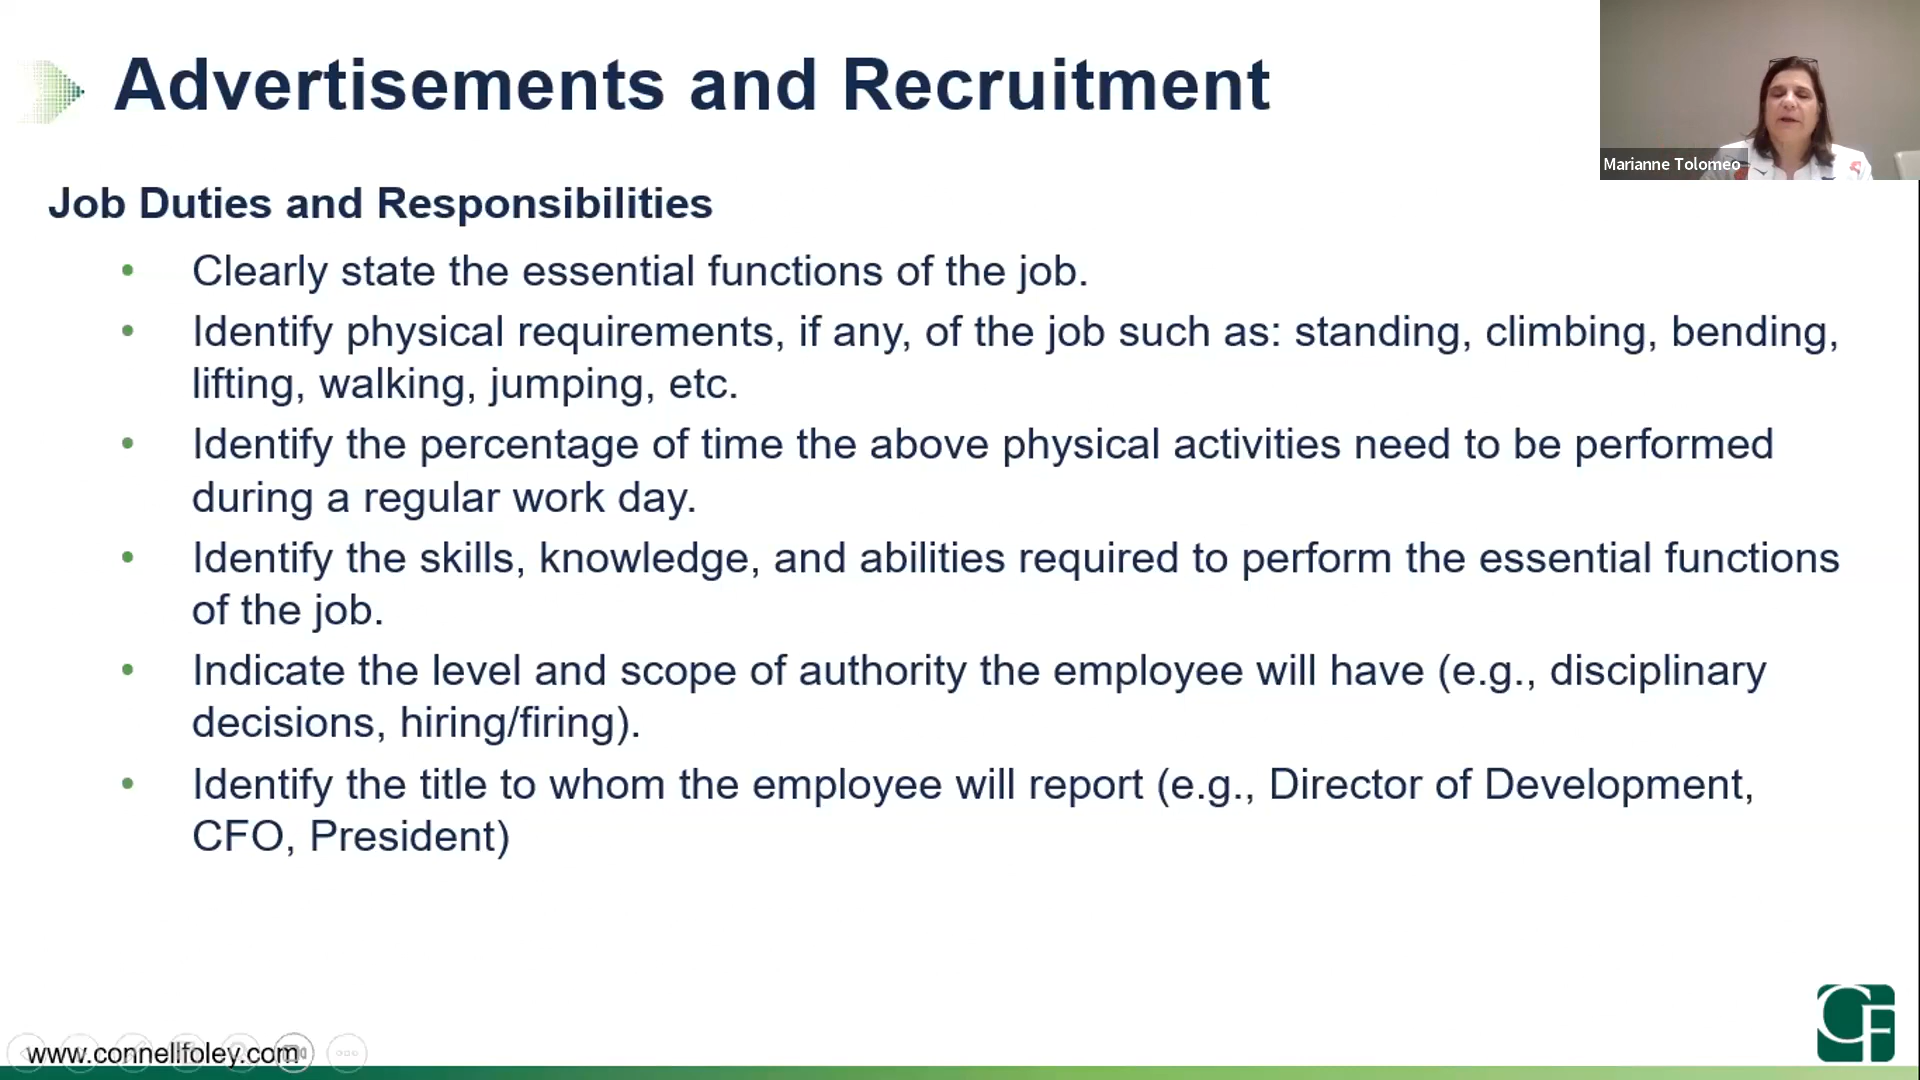 Advertisements and Recruitment
Marianne Tolomeo
Job Duties and Responsibilities
• Clearly state the essential functions of the job.
• Identify physical requirements, if any, of the job such as: standing, climbing, bending,
lifting, walking, jumping, etc.
• Identify the percentage of time the above physical activities need to be performed
during a regular work day.
• Identify the skills, knowledge, and abilities required to perform the essential functions
of the job.
• Indicate the level and scope of authority the employee will have (e.g., disciplinary
decisions, hiring/firing).
• Identify the title to whom the employee will report (e.g., Director of Development,
CFO, President)
www.connellfoley.com
CF